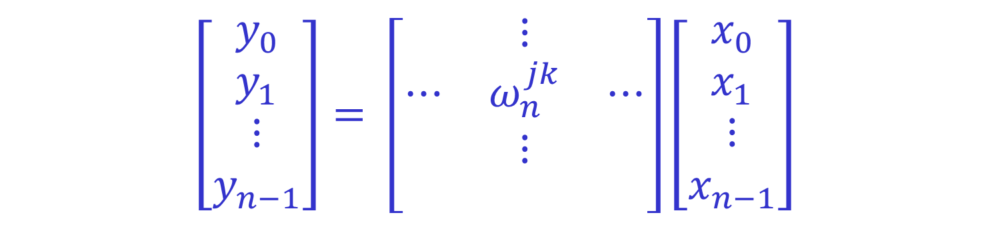 [y₀ y₁ ⋮ yₙ₋₁] = [⋮ ⋯ ωₙʲᵏ ⋯ ⋮] [x₀ x₁ ⋮ xₙ₋₁]